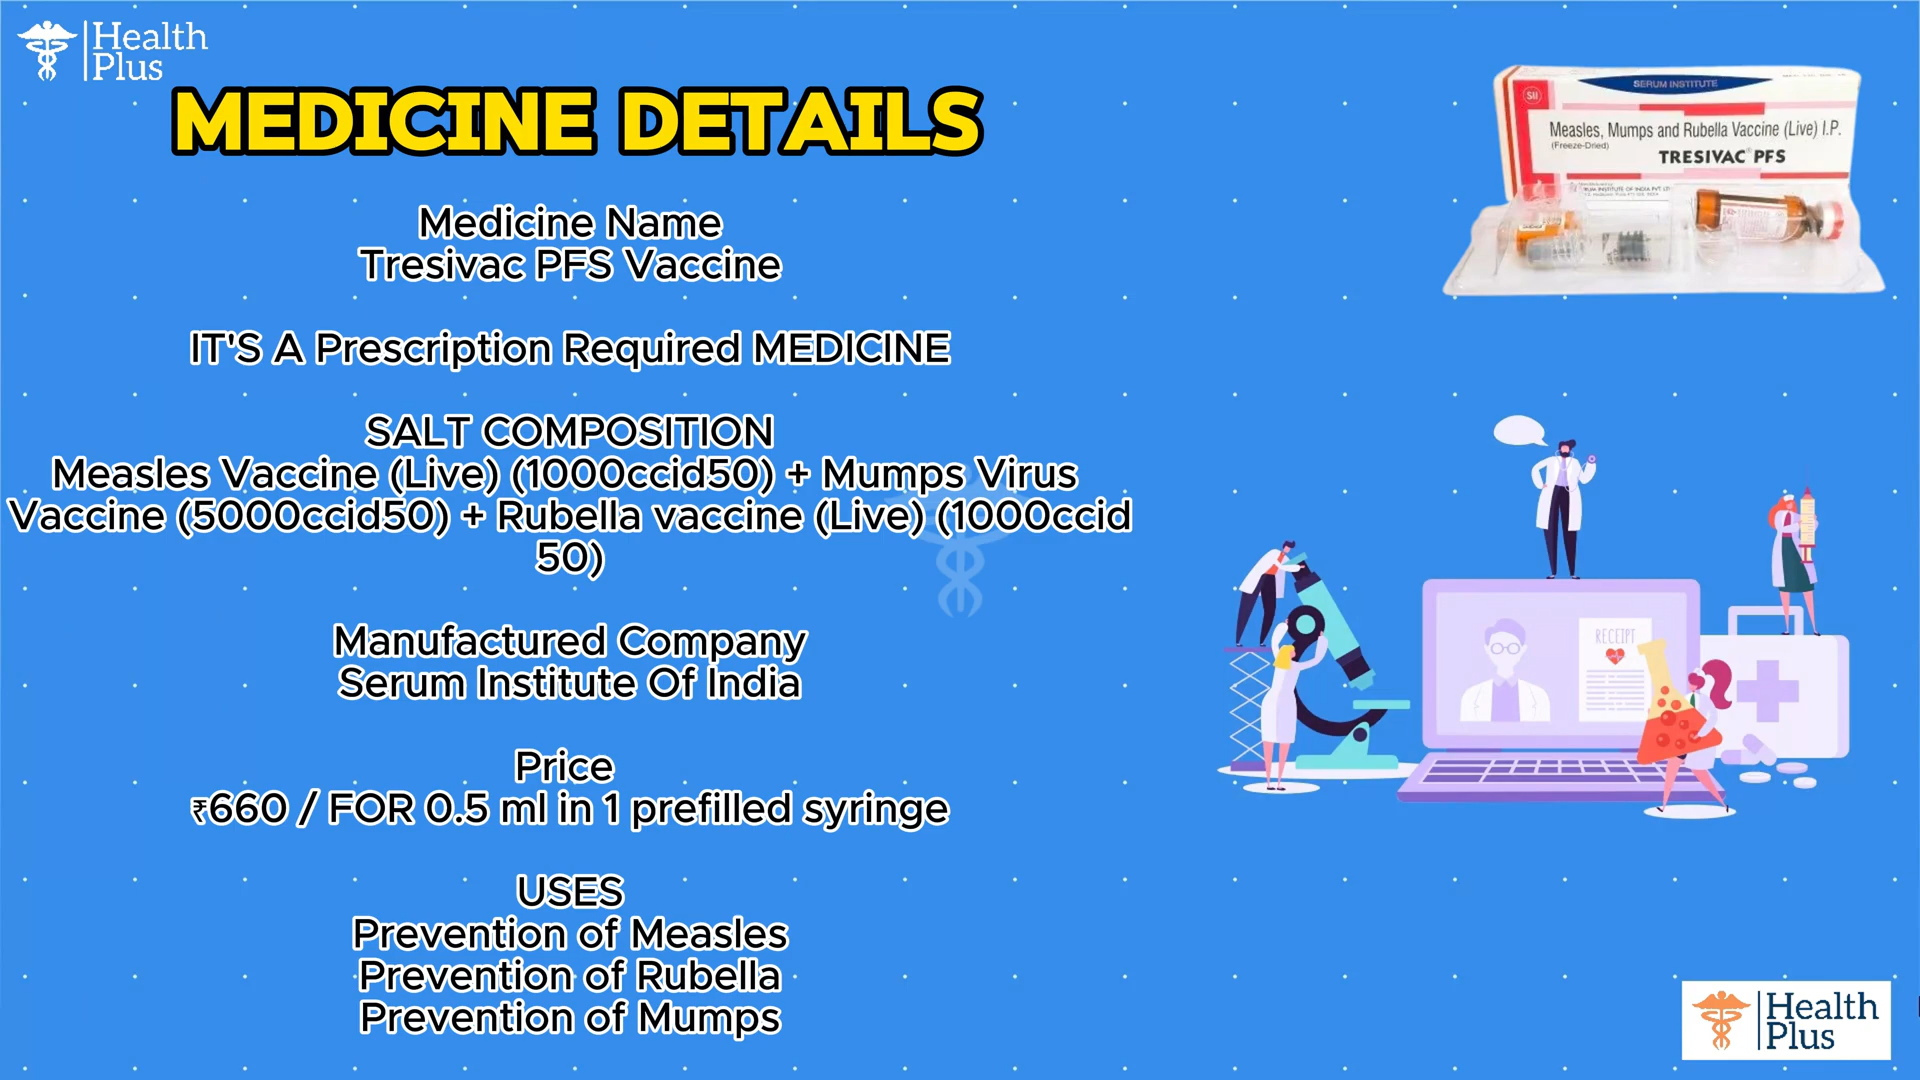 Health
Plus
MEDICINE DETAILS
Medicine Name
Tresivac PFS Vaccine
IT'S A Prescription Required MEDICINE
SALT COMPOSITION
Measles Vaccine (Live) (1000ccid50) + Mumps Virus
Vaccine (5000ccid50) + Rubella vaccine (Live) (1000ccid
50)
Manufactured Company
Serum Institute Of India
Price
₹660 / FOR 0.5 ml in 1 prefilled syringe
USES
Prevention of Measles
Prevention of Rubella
Prevention of Mumps
SERUM INSTITUTE
SII
Measles, Mumps and Rubella Vaccine (Live) I.P.
(Freeze-Dried)
TRESIVAC® PFS
RECEIPT
Health
Plus